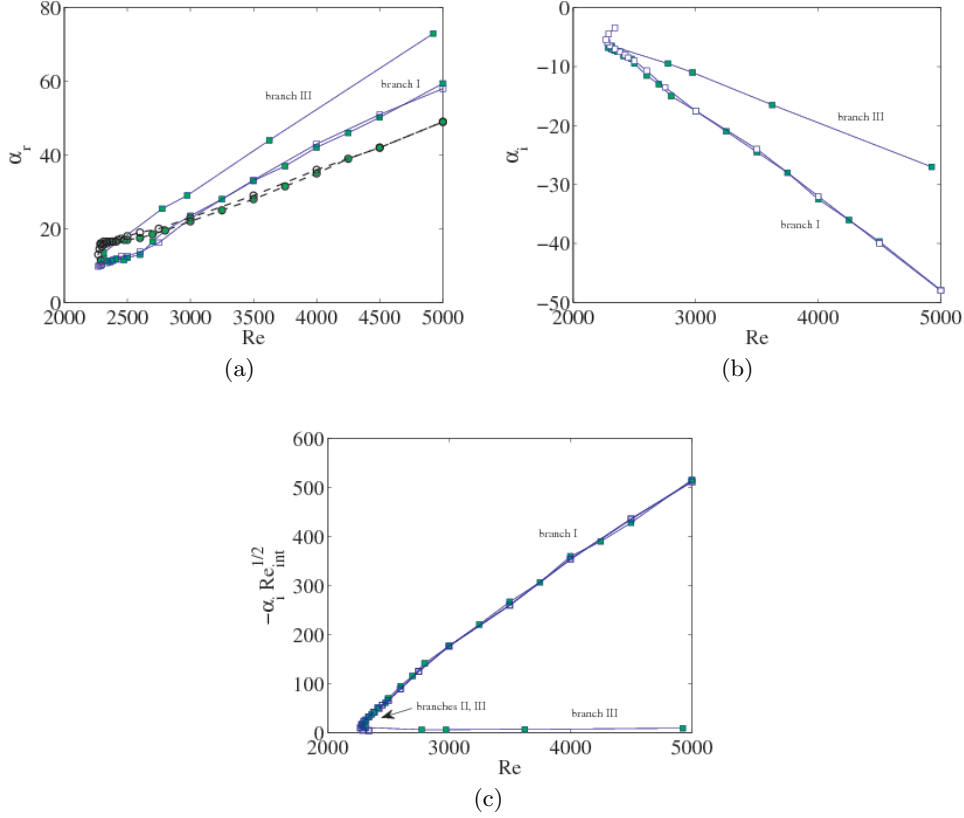 80
60
40
20
0
2000 2500 3000 3500 4000 4500 5000
α_r
Re
branch III
branch I
(a)
0
−10
−20
−30
−40
−50
2000 3000 4000 5000
α_i
Re
branch III
branch I
(b)
600
500
400
300
200
100
0
2000 3000 4000 5000
−α_i Re_int^1/2
Re
branch I
branches II, III
branch III
(c)